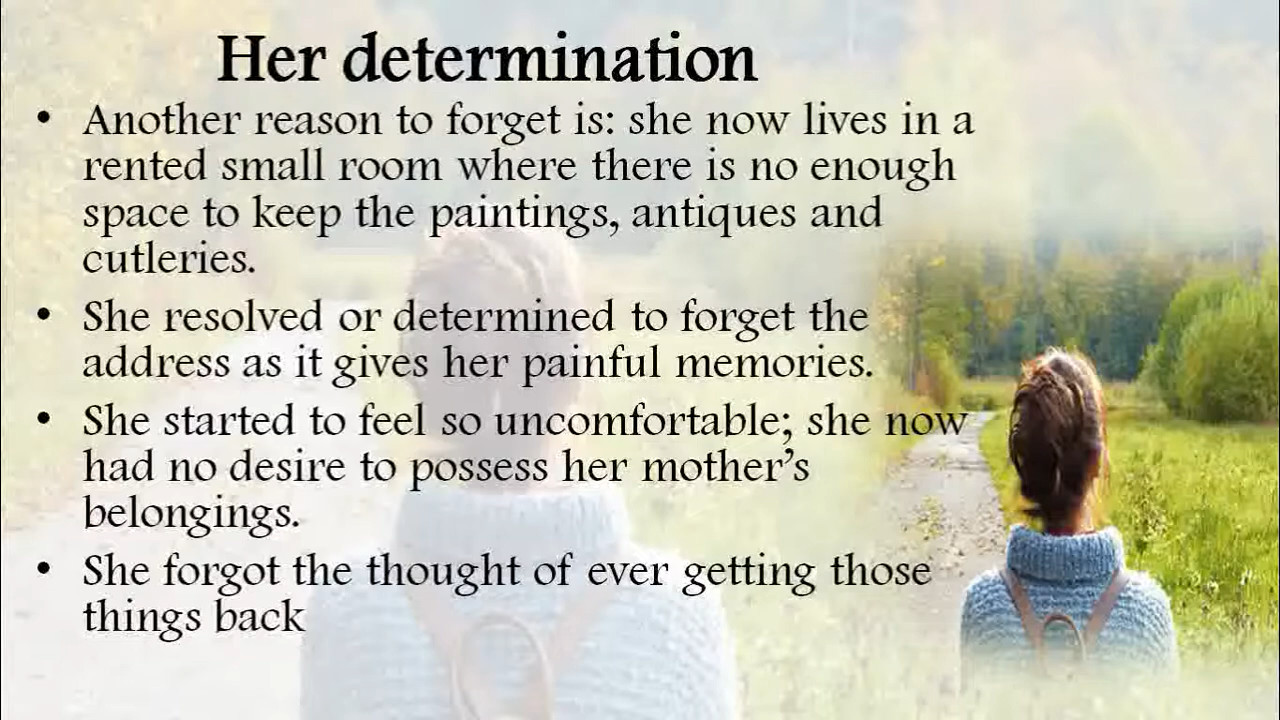 Her determination
• Another reason to forget is: she now lives in a
rented small room where there is no enough
space to keep the paintings, antiques and
cutleries.
• She resolved or determined to forget the
address as it gives her painful memories.
• She started to feel so uncomfortable; she now
had no desire to possess her mother’s
belongings.
• She forgot the thought of ever getting those
things back